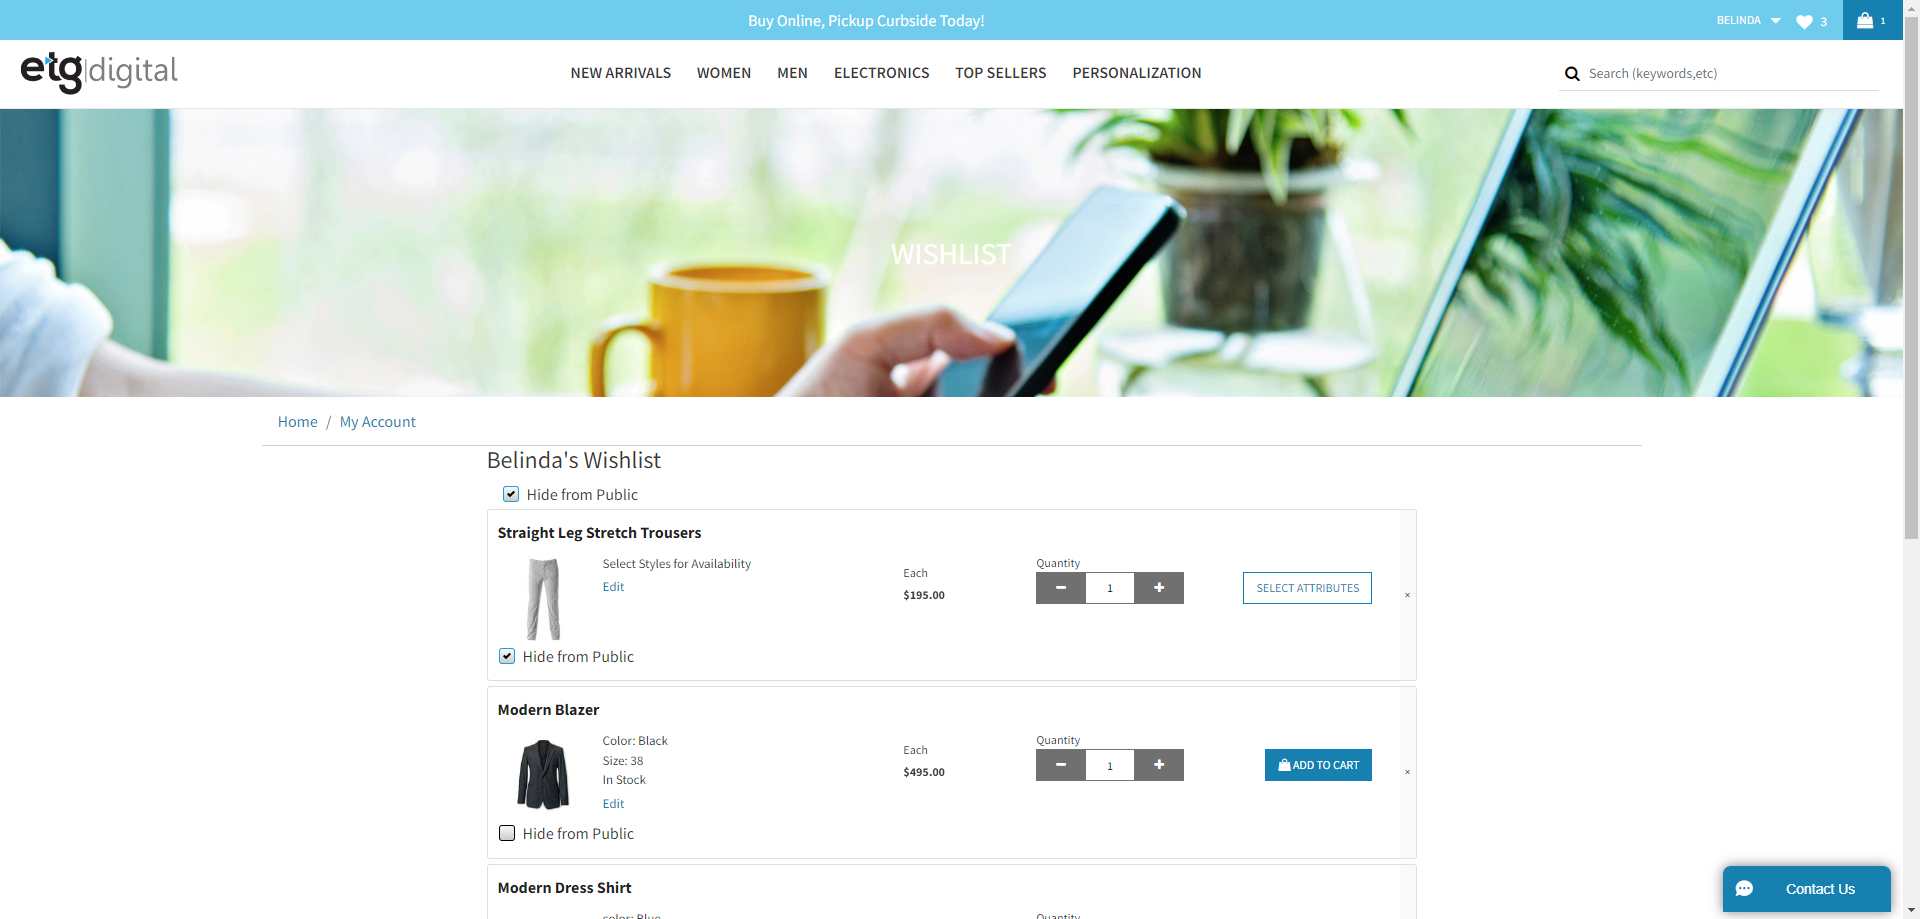 Buy Online, Pickup Curbside Today!
BELINDA
3
1
etg|digital
NEW ARRIVALS WOMEN MEN ELECTRONICS TOP SELLERS PERSONALIZATION
Search (keywords,etc)
WISHLIST
Home / My Account
Belinda's Wishlist
Hide from Public
Straight Leg Stretch Trousers
Select Styles for Availability
Edit
Each
$195.00
Quantity
1
SELECT ATTRIBUTES
×
Hide from Public
Modern Blazer
Color: Black
Size: 38
In Stock
Edit
Each
$495.00
Quantity
1
ADD TO CART
×
Hide from Public
Modern Dress Shirt
color: Blue
Quantity
Contact Us